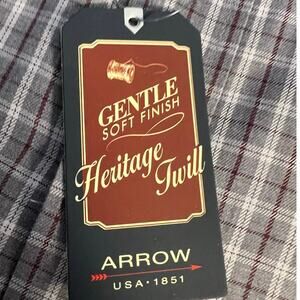 GENTLE
SOFT FINISH
Heritage
Twill
ARROW
USA·1851